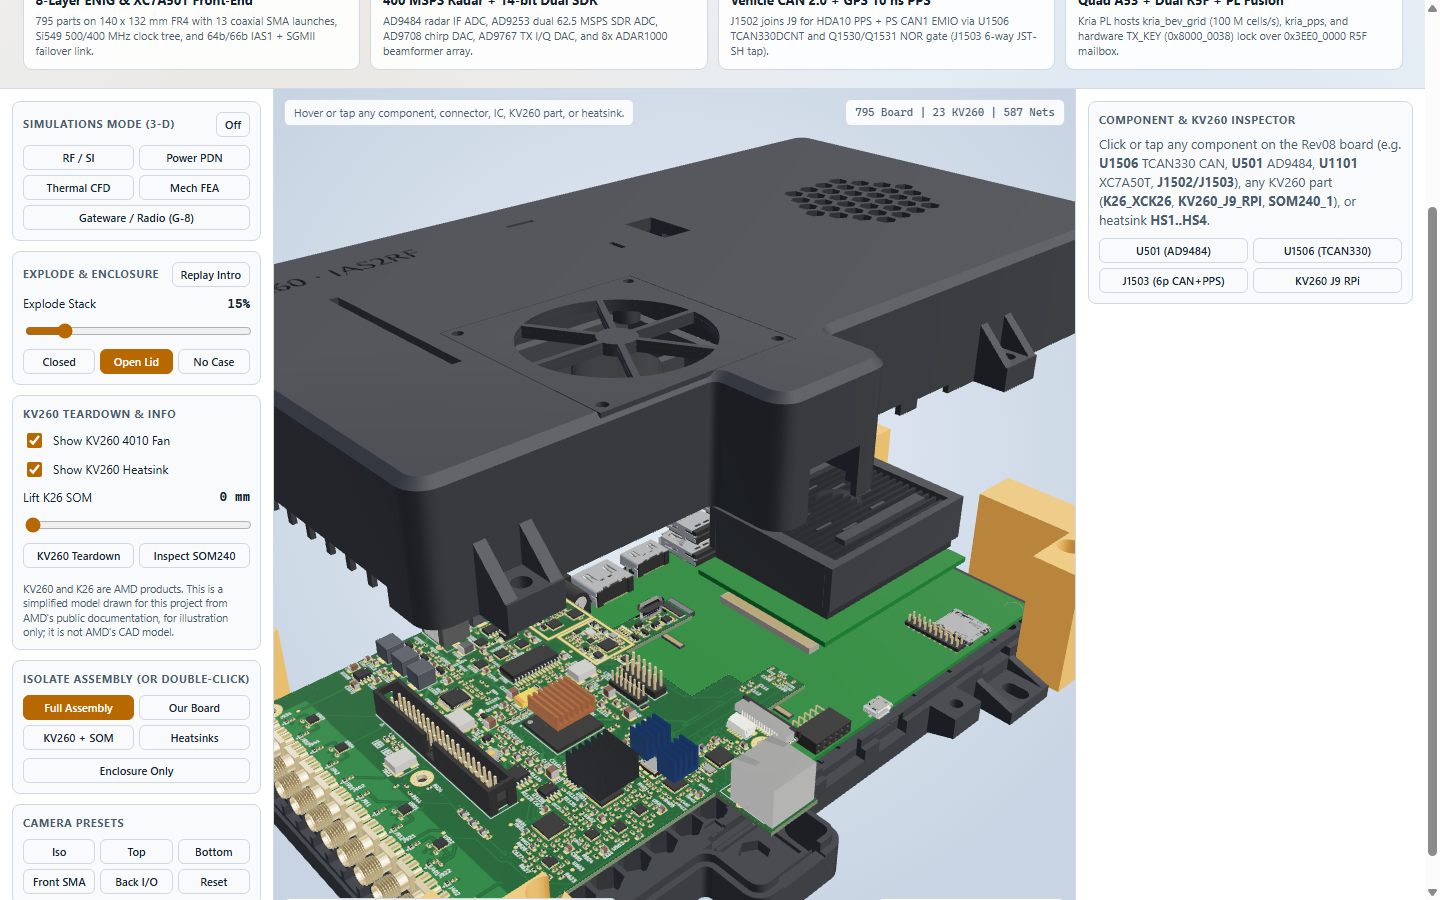 8-Layer ENIG & XC7A50T Front-End
795 parts on 140 x 132 mm FR4 with 13 coaxial SMA launches,
Si549 500/400 MHz clock tree, and 64b/66b IAS1 + SGMII
failover link.
400 MSPS Radar + 14-bit Dual SDR
AD9484 radar IF ADC, AD9253 dual 62.5 MSPS SDR ADC,
AD9708 chirp DAC, AD9767 TX I/Q DAC, and 8x ADAR1000
beamformer array.
Vehicle CAN 2.0 + GPS 10 ns PPS
J1502 joins J9 for HDA10 PPS + PS CAN1 EMIO via U1506
TCAN330DCNT and Q1530/Q1531 NOR gate (J1503 6-way JST-
SH tap).
Quad A53 + Dual R5F + PL Fusion
Kria PL hosts kria_bev_grid (100 M cells/s), kria_pps, and
hardware TX_KEY (0x8000_0038) lock over 0x3EE0_0000 R5F
mailbox.
SIMULATIONS MODE (3-D)
Off
RF / SI
Power PDN
Thermal CFD
Mech FEA
Gateware / Radio (G-8)
EXPLODE & ENCLOSURE
Replay Intro
Explode Stack
15%
Closed
Open Lid
No Case
KV260 TEARDOWN & INFO
Show KV260 4010 Fan
Show KV260 Heatsink
Lift K26 SOM
0 mm
KV260 Teardown
Inspect SOM240
KV260 and K26 are AMD products. This is a
simplified model drawn for this project from
AMD's public documentation, for illustration
only; it is not AMD's CAD model.
ISOLATE ASSEMBLY (OR DOUBLE-CLICK)
Full Assembly
Our Board
KV260 + SOM
Heatsinks
Enclosure Only
CAMERA PRESETS
Iso
Top
Bottom
Front SMA
Back I/O
Reset
Hover or tap any component, connector, IC, KV260 part, or heatsink.
795 Board | 23 KV260 | 587 Nets
60 · IAS2RF
COMPONENT & KV260 INSPECTOR
Click or tap any component on the Rev08 board (e.g.
U1506 TCAN330 CAN, U501 AD9484, U1101
XC7A50T, J1502/J1503), any KV260 part
(K26_XCK26, KV260_J9_RPI, SOM240_1), or
heatsink HS1..HS4.
U501 (AD9484)
U1506 (TCAN330)
J1503 (6p CAN+PPS)
KV260 J9 RPi